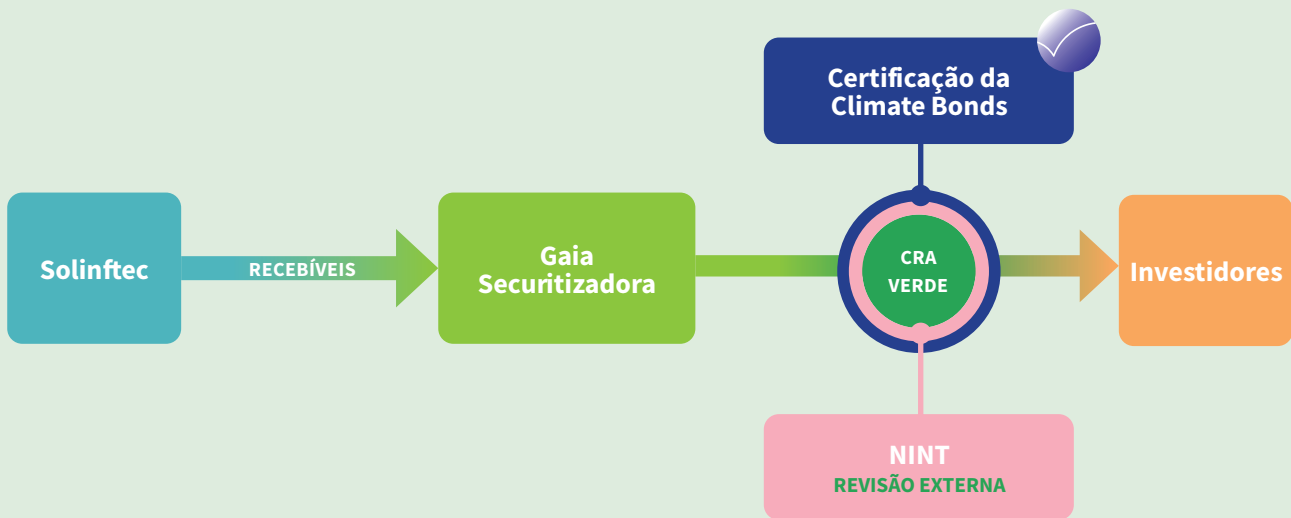 Certificação da
Climate Bonds
Solinftec
RECEBÍVEIS
Gaia
Securitizadora
CRA
VERDE
Investidores
NINT
REVISÃO EXTERNA